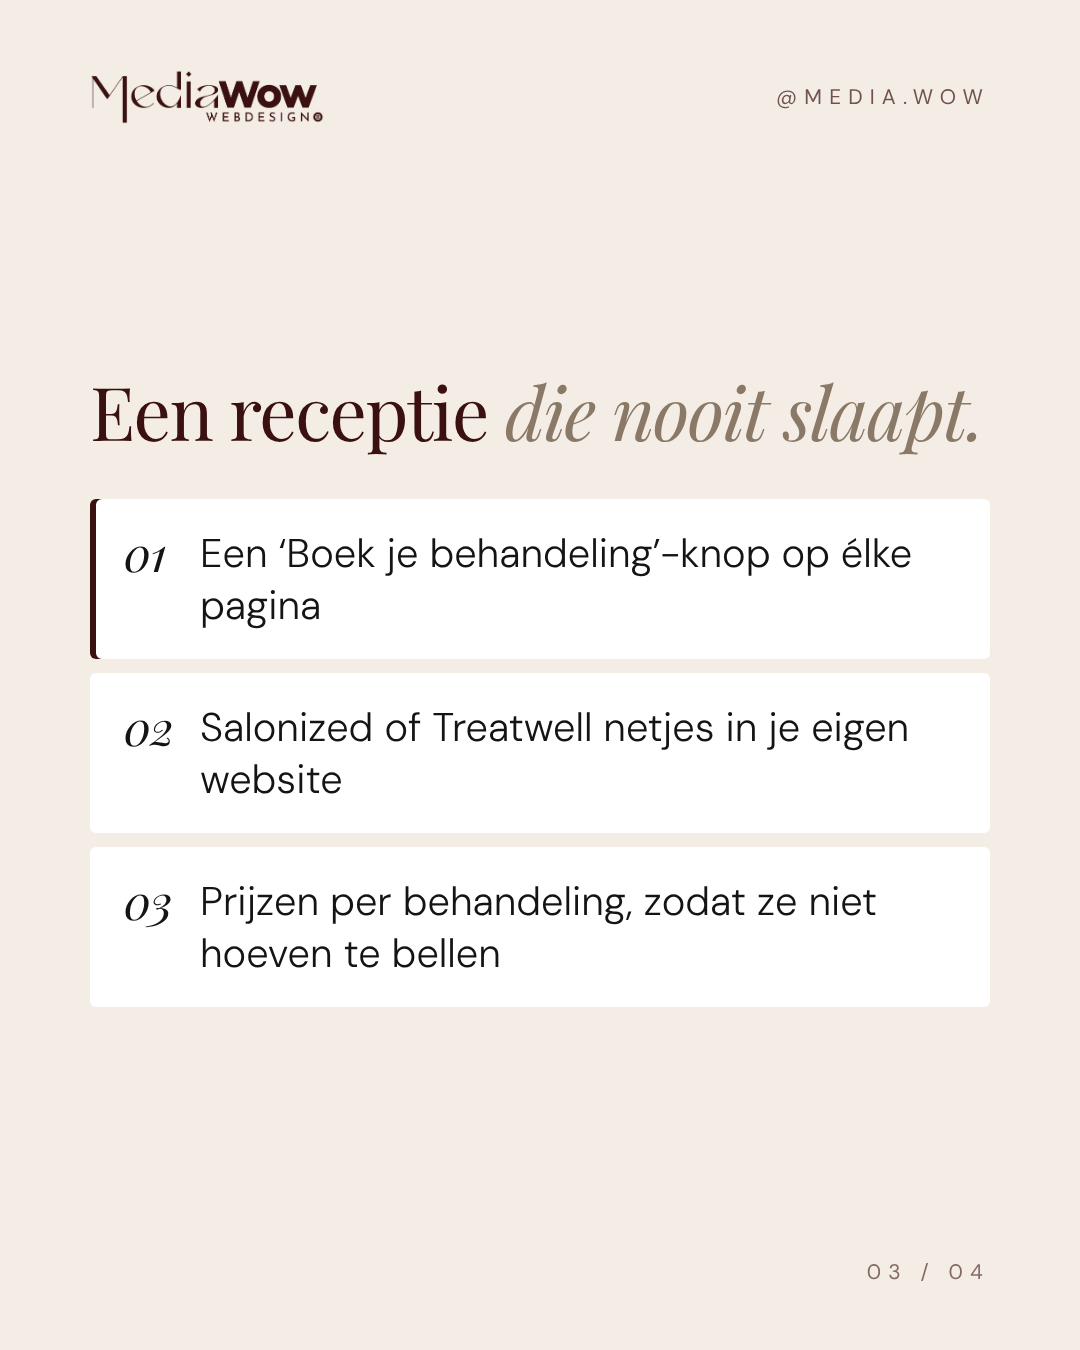 MediaWow
WEBDESIGN
@MEDIA.WOW
Een receptie die nooit slaapt.
01 Een ‘Boek je behandeling’-knop op élke
pagina
02 Salonized of Treatwell netjes in je eigen
website
03 Prijzen per behandeling, zodat ze niet
hoeven te bellen
03 / 04